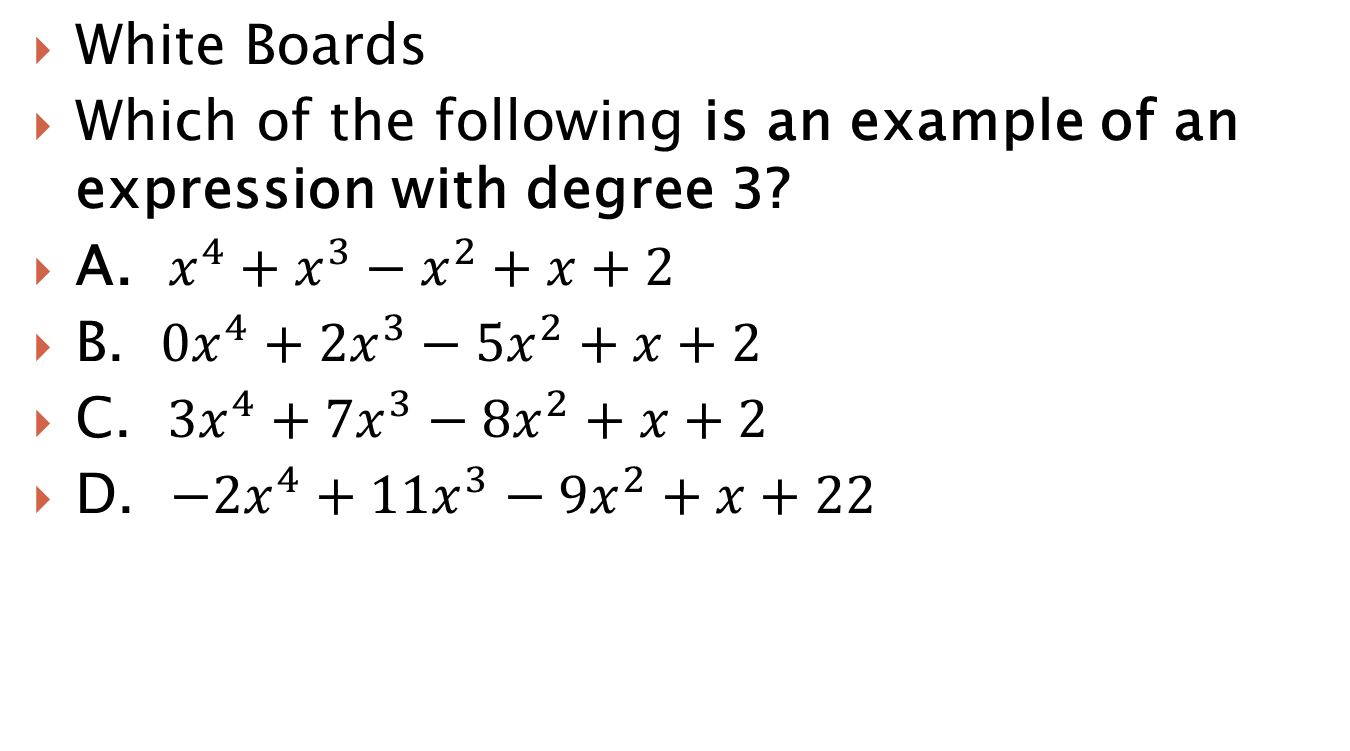 White Boards
Which of the following is an example of an
expression with degree 3?
A. x⁴ + x³ − x² + x + 2
B. 0x⁴ + 2x³ − 5x² + x + 2
C. 3x⁴ + 7x³ − 8x² + x + 2
D. −2x⁴ + 11x³ − 9x² + x + 22